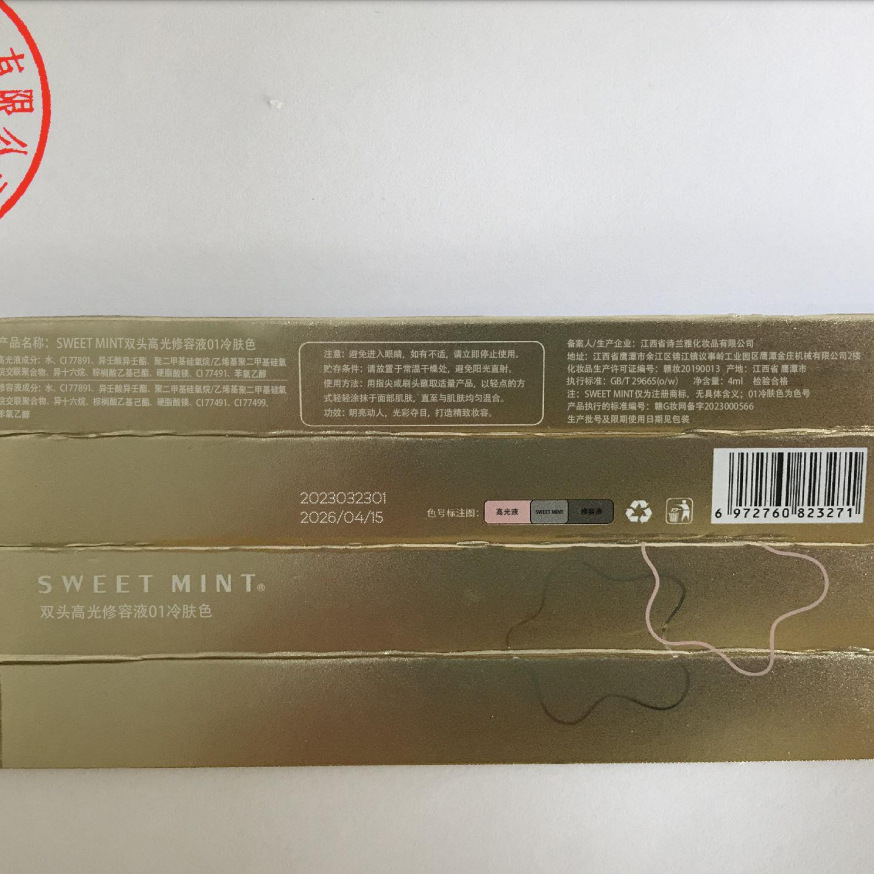 有限公
产品名称：SWEET MINT双头高光修容液01冷肤色
高光液成分：水、CI 77891、异壬酸异壬酯、聚二甲基硅氧烷/乙烯基聚二甲基硅氧
烷交联聚合物、异十六烷、棕榈酸乙基己酯、硬脂酸镁、CI 77491、苯氧乙醇
修容液成分：水、CI 77891、异壬酸异壬酯、聚二甲基硅氧烷/乙烯基聚二甲基硅氧
烷交联聚合物、异十六烷、棕榈酸乙基己酯、硬脂酸镁、CI 77491、CI 77499、
苯氧乙醇
注意：避免进入眼睛，如有不适，请立即停止使用。
贮存条件：请放置于常温干燥处，避免阳光直射。
使用方法：用指尖或刷头蘸取适量产品，以轻点的方
式轻轻涂抹于面部肌肤，直至与肌肤均匀混合。
功效：明亮动人，光彩夺目，打造精致妆容。
备案人/生产企业：江西省诗兰雅化妆品有限公司
地址：江西省鹰潭市余江区锦江镇议事岭工业园区鹰潭金庄机械有限公司2楼
化妆品生产许可证编号：赣妆20190013 产地：江西省 鹰潭市
执行标准：GB/T 29665(o/w) 净含量：4ml 检验合格
注：SWEET MINT仅为注册商标，无具体含义；01冷肤色为色号
产品执行的标准编号：赣G妆网备字2023000566
生产批号及限期使用日期见包装
2023032301
2026/04/15
色号标注图：
高光液
SWEET MINT
修容液
6 972760 823271
SWEET MINT®
双头高光修容液01冷肤色